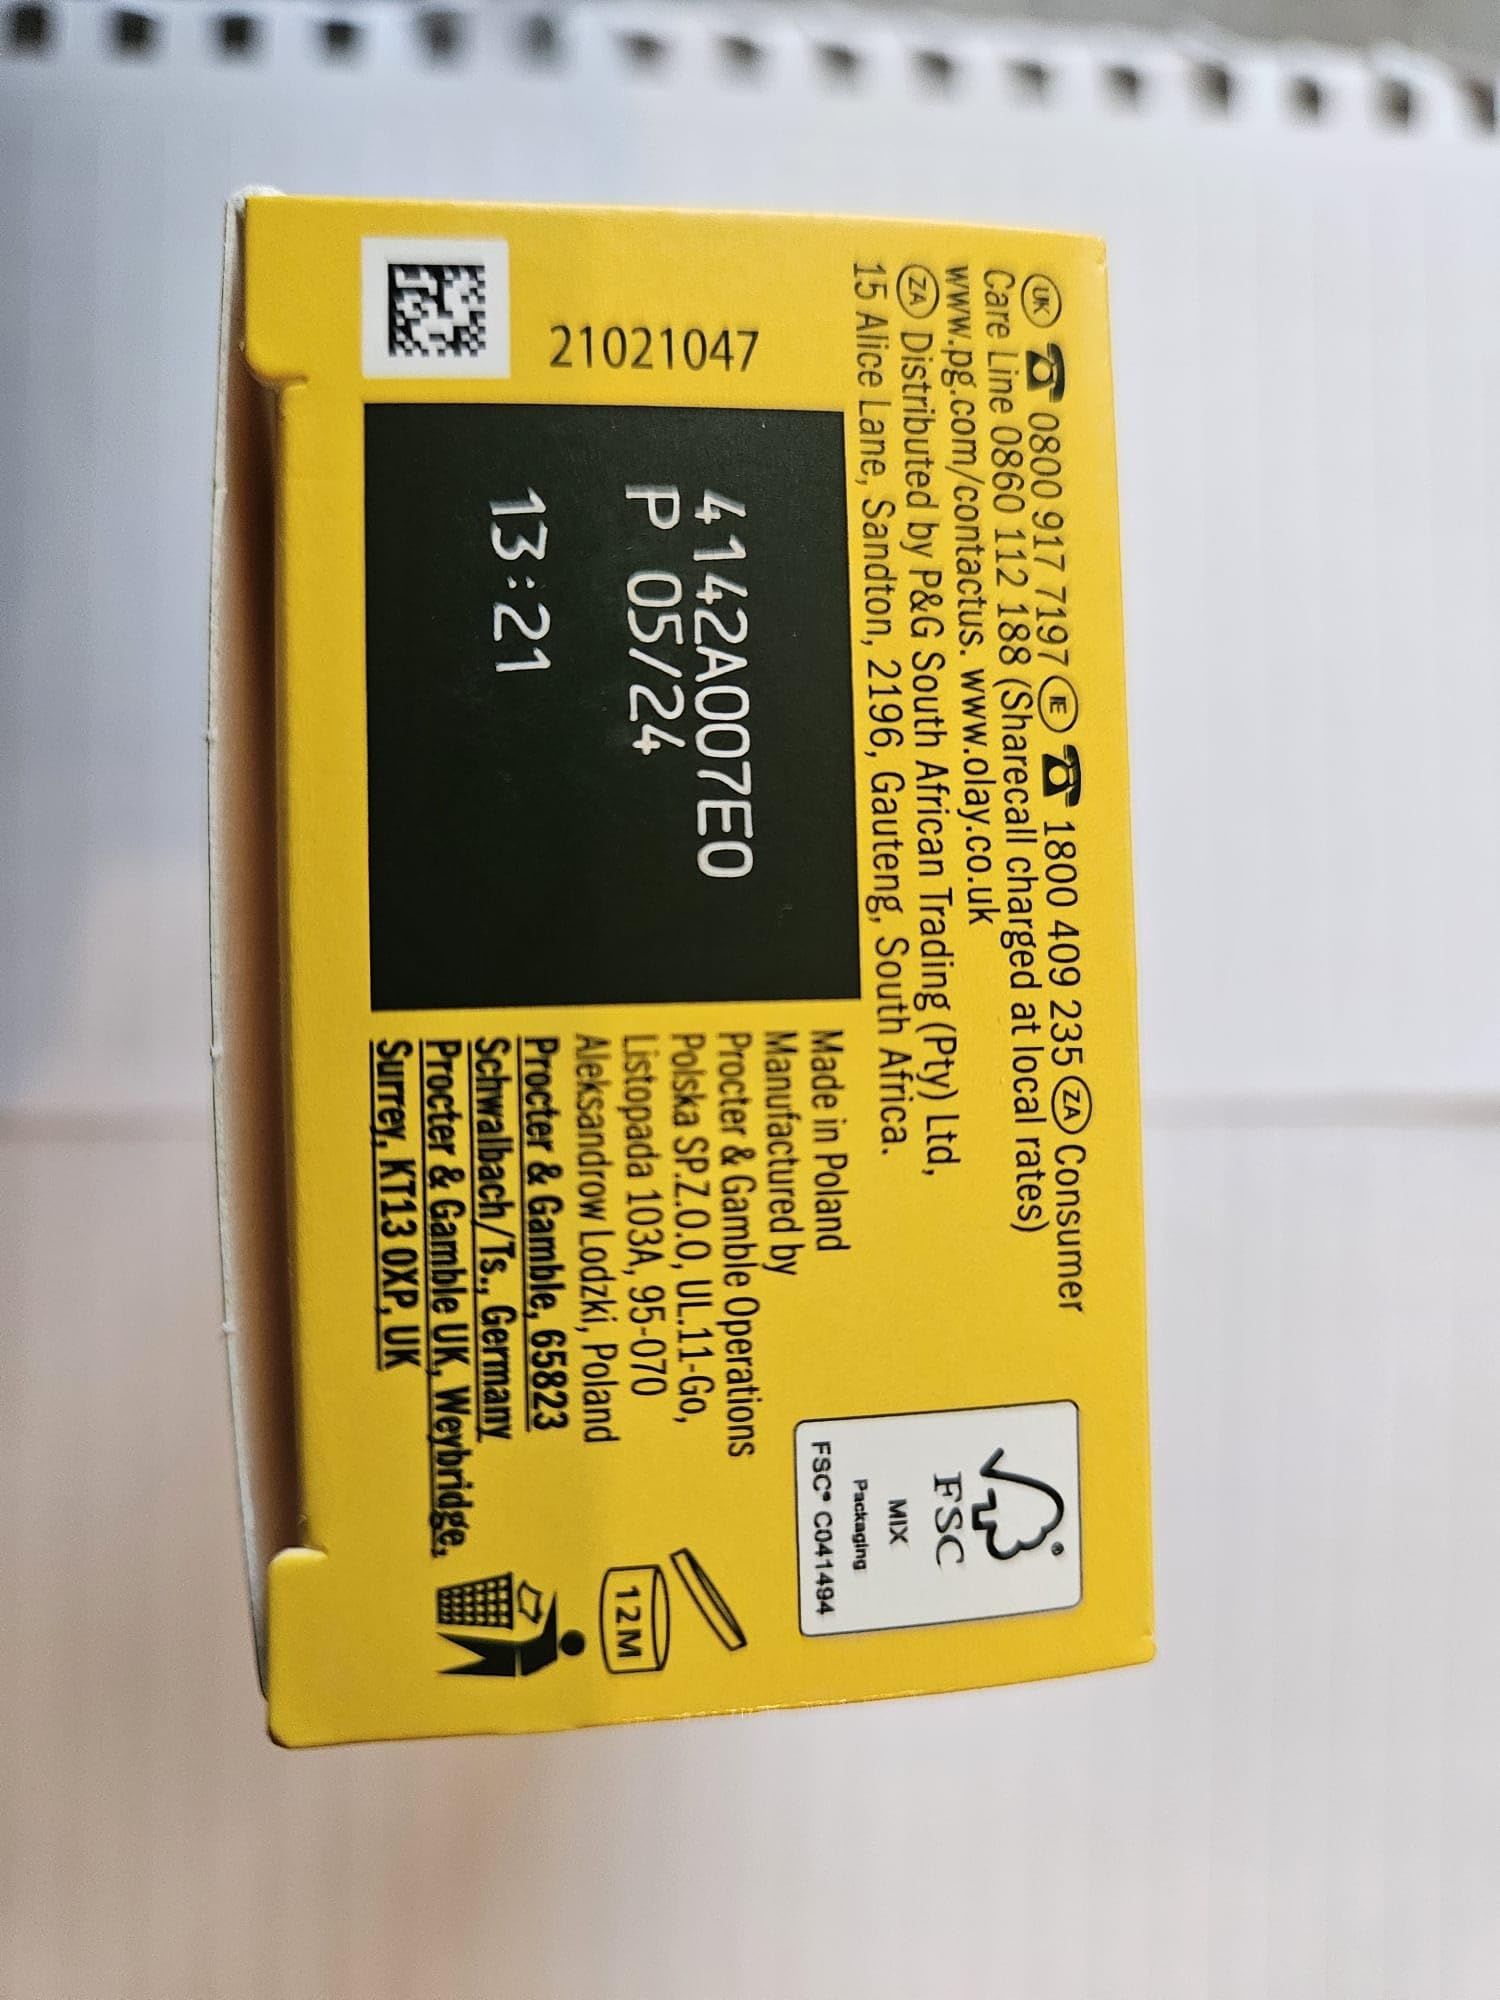 UK 0800 917 7197 IE 1800 409 235 ZA Consumer
Care Line 0860 112 188 (Sharecall charged at local rates)
www.pg.com/contactus. www.olay.co.uk
ZA Distributed by P&G South African Trading (Pty) Ltd,
15 Alice Lane, Sandton, 2196, Gauteng, South Africa.
21021047
4142A007E0
P 05/24
13:21
Made in Poland
Manufactured by
Procter & Gamble Operations
Polska SP.Z.O.O, UL.11-Go,
Listopada 103A, 95-070
Aleksandrow Lodzki, Poland
Procter & Gamble, 65823
Schwalbach/Ts., Germany
Procter & Gamble UK, Weybridge,
Surrey, KT13 0XP, UK
®
FSC
MIX
Packaging
FSC® C041494
12M